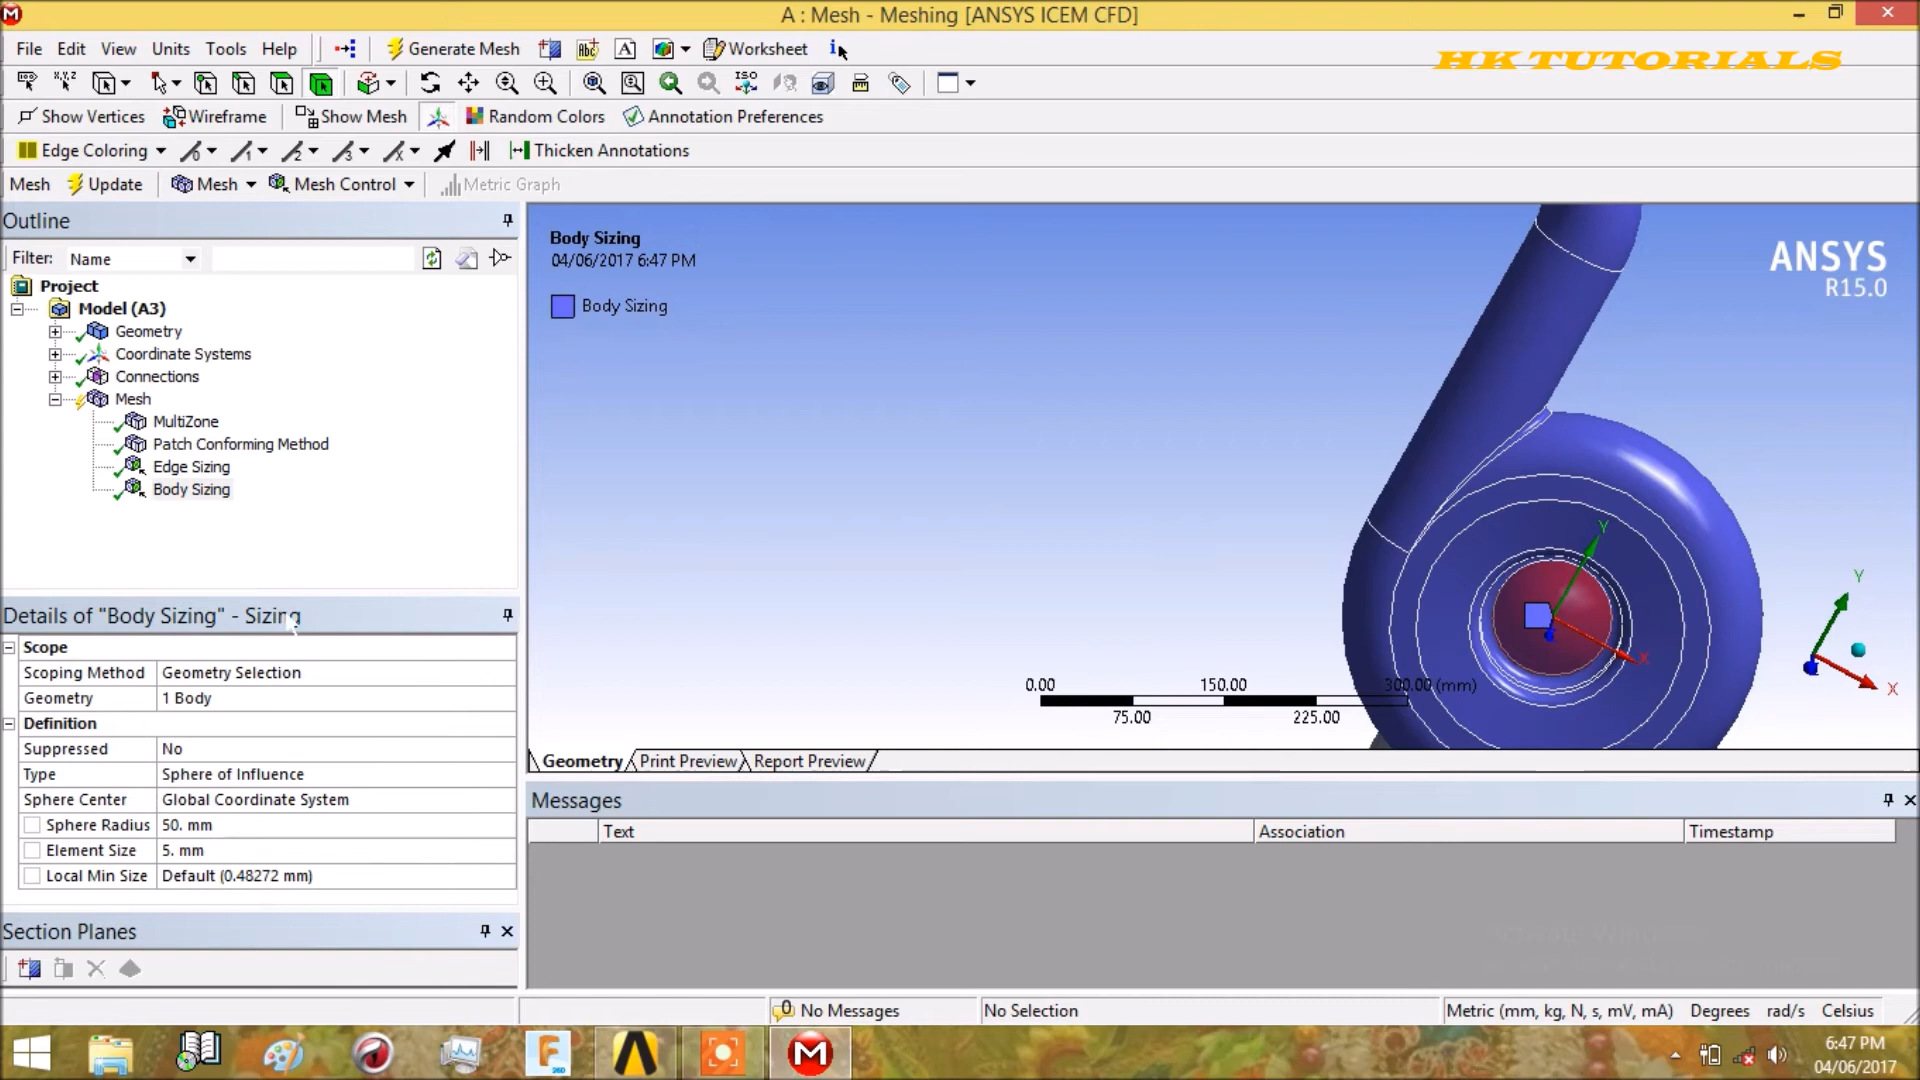 A : Mesh - Meshing [ANSYS ICEM CFD]
File Edit View Units Tools Help Generate Mesh Worksheet
HK TUTORIALS
Show Vertices Wireframe Show Mesh Random Colors Annotation Preferences
Edge Coloring Thicken Annotations
Mesh Update Mesh Mesh Control Metric Graph
Outline
Filter: Name
Project
Model (A3)
Geometry
Coordinate Systems
Connections
Mesh
MultiZone
Patch Conforming Method
Edge Sizing
Body Sizing
Details of "Body Sizing" - Sizing
Scope
Scoping Method Geometry Selection
Geometry 1 Body
Definition
Suppressed No
Type Sphere of Influence
Sphere Center Global Coordinate System
Sphere Radius 50. mm
Element Size 5. mm
Local Min Size Default (0.48272 mm)
Section Planes
Body Sizing
04/06/2017 6:47 PM
Body Sizing
ANSYS
R15.0
Y
X
Y
X
0.00 150.00 300.00 (mm)
75.00 225.00
Geometry Print Preview Report Preview
Messages
Text Association Timestamp
No Messages No Selection Metric (mm, kg, N, s, mV, mA) Degrees rad/s Celsius
6:47 PM
04/06/2017